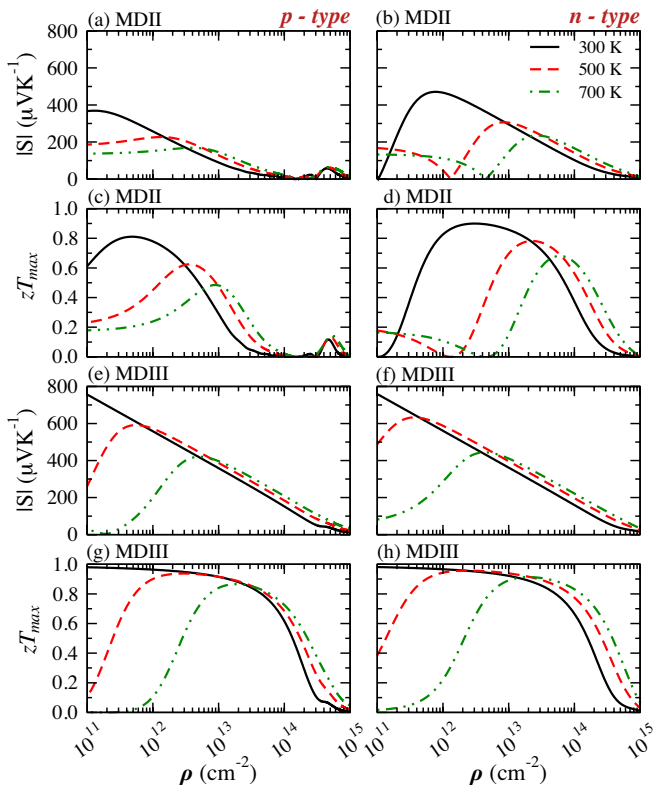 (a) MDII p - type (b) MDII n - type
800
600
400
200
0
|S| (μVK⁻¹)
300 K
500 K
700 K
(c) MDII (d) MDII
1.0
0.8
0.6
0.4
0.2
0.0
zT_max
(e) MDIII (f) MDIII
800
600
400
200
0
|S| (μVK⁻¹)
(g) MDIII (h) MDIII
1.0
0.8
0.6
0.4
0.2
0.0
zT_max
10¹¹ 10¹² 10¹³ 10¹⁴ 10¹⁵ 10¹² 10¹³ 10¹⁴ 10¹⁵
ρ (cm⁻²) ρ (cm⁻²)